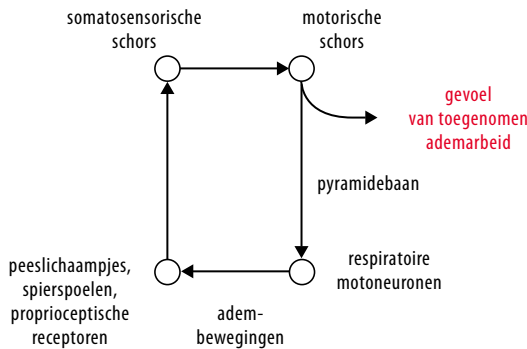 somatosensorische
schors
motorische
schors
gevoel
van toegenomen
ademarbeid
pyramidebaan
peeslichaampjes,
spierspoelen,
proprioceptische
receptoren
adem-
bewegingen
respiratoire
motoneuronen